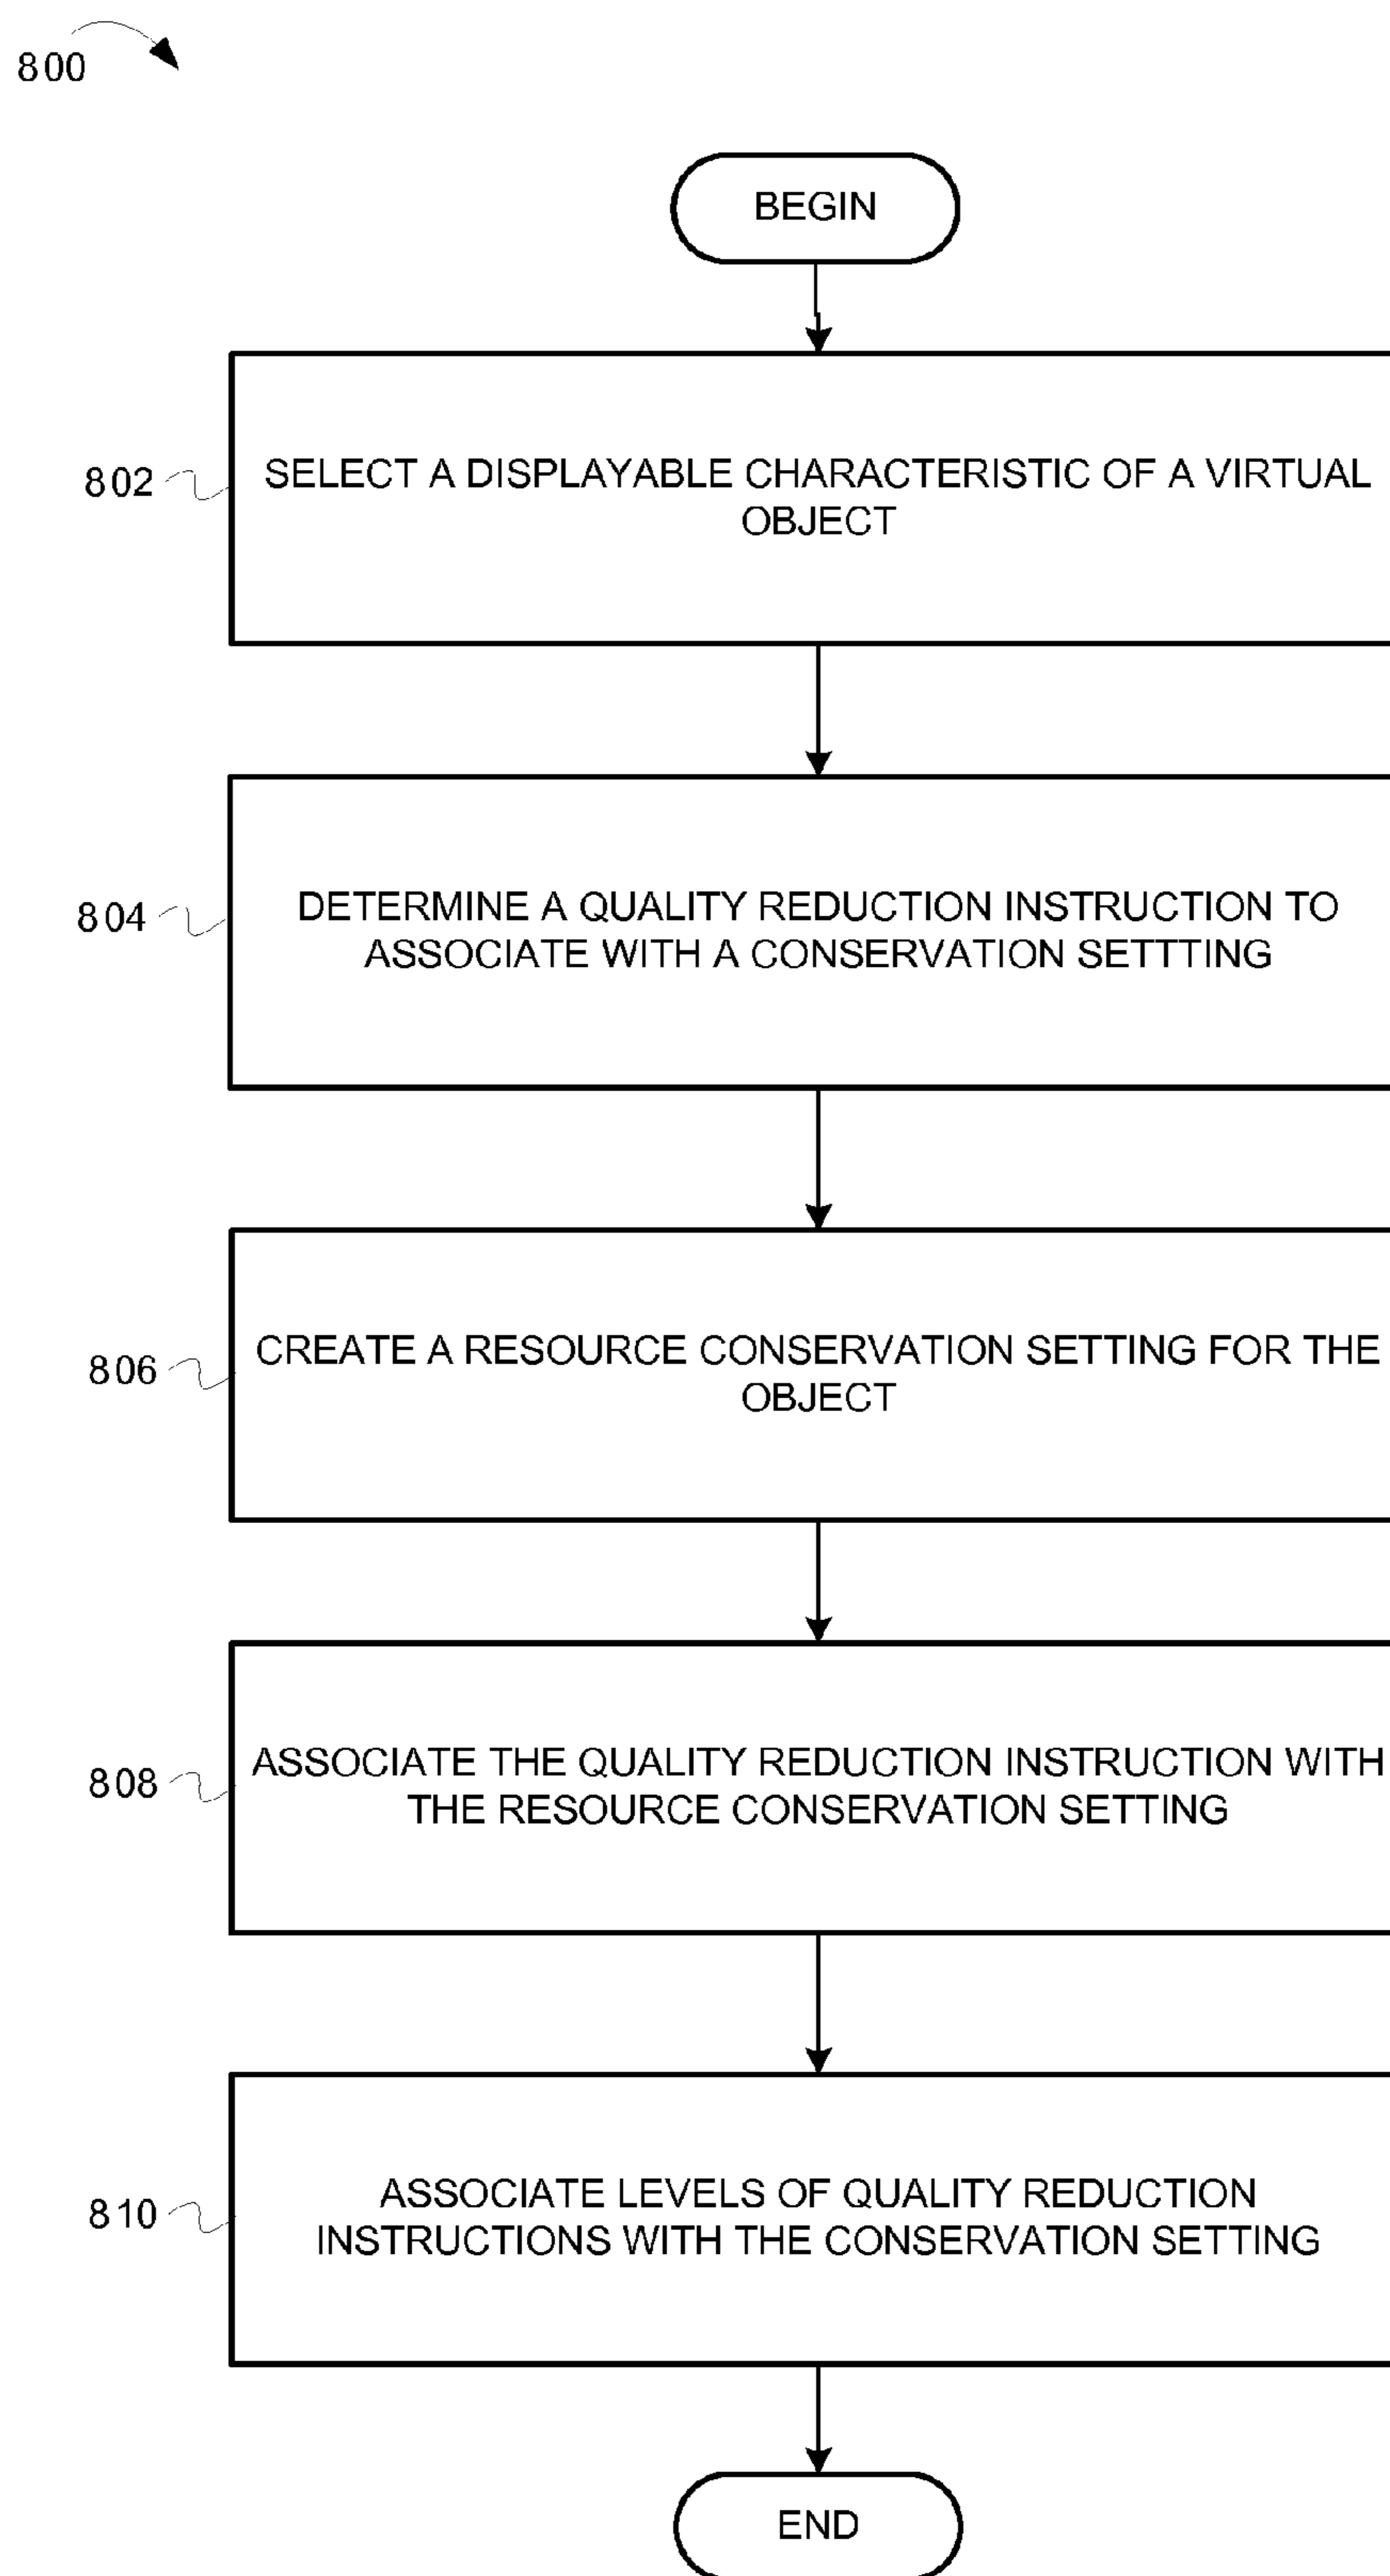 800
BEGIN
802
SELECT A DISPLAYABLE CHARACTERISTIC OF A VIRTUAL
OBJECT
804
DETERMINE A QUALITY REDUCTION INSTRUCTION TO
ASSOCIATE WITH A CONSERVATION SETTTING
806
CREATE A RESOURCE CONSERVATION SETTING FOR THE
OBJECT
808
ASSOCIATE THE QUALITY REDUCTION INSTRUCTION WITH
THE RESOURCE CONSERVATION SETTING
810
ASSOCIATE LEVELS OF QUALITY REDUCTION
INSTRUCTIONS WITH THE CONSERVATION SETTING
END